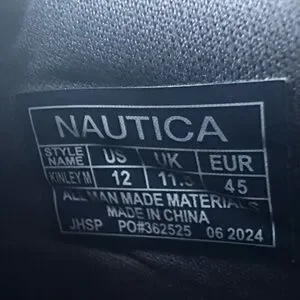 NAUTICA
STYLE NAME US UK EUR
KINLEY M 12 11.5 45
ALL MAN MADE MATERIALS
MADE IN CHINA
JHSP PO#362525 06 2024